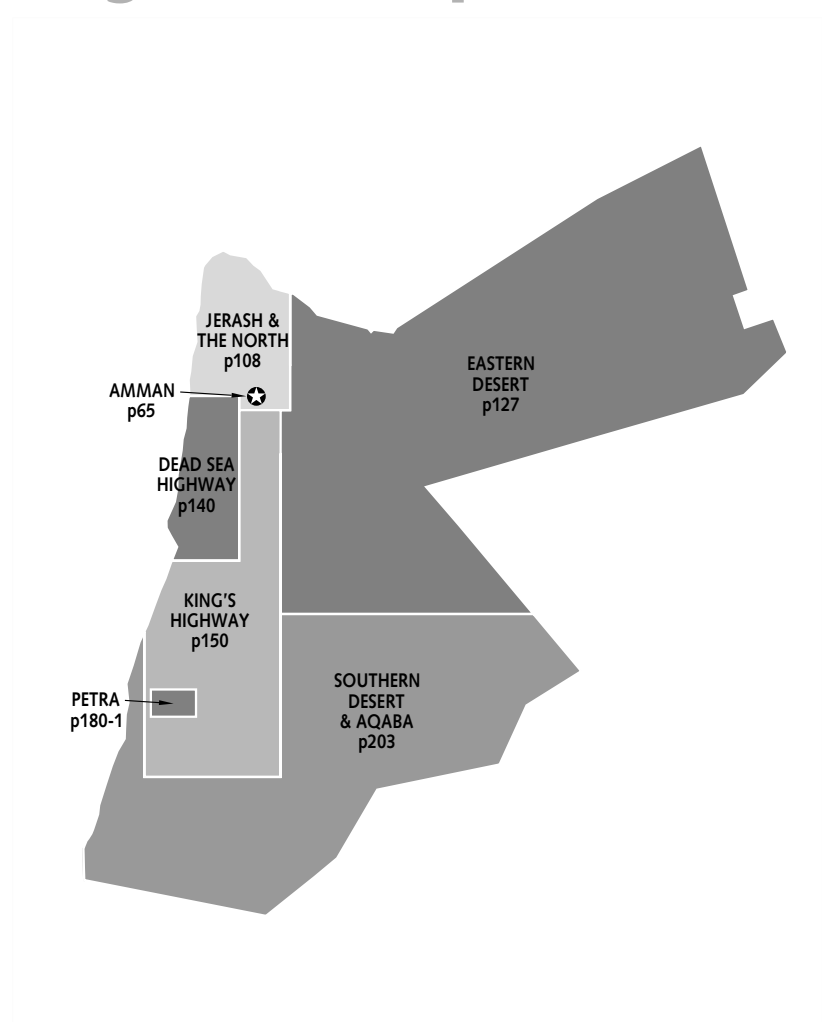 JERASH &
THE NORTH
p108
AMMAN
p65
EASTERN
DESERT
p127
DEAD SEA
HIGHWAY
p140
KING'S
HIGHWAY
p150
PETRA
p180-1
SOUTHERN
DESERT
& AQABA
p203